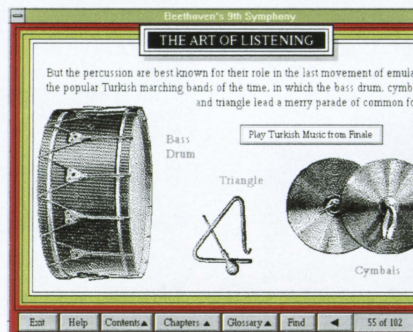 Beethoven's 9th Symphony
THE ART OF LISTENING
But the percussion are best known for their role in the last movement of
the popular Turkish marching bands of the time, in which the bass drum,
and triangle lead a merry parade of common
Bass
Drum
Play Turkish Music from Finale
Triangle
Cymbals
Exit Help Contents▲ Chapters ▲ Glossary ▲ Find ◀ 55 of 102